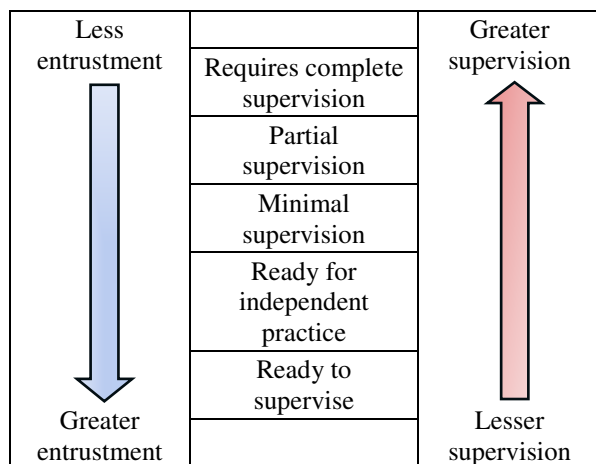 Less
entrustment
Greater
entrustment
Requires complete
supervision
Partial
supervision
Minimal
supervision
Ready for
independent
practice
Ready to
supervise
Greater
supervision
Lesser
supervision